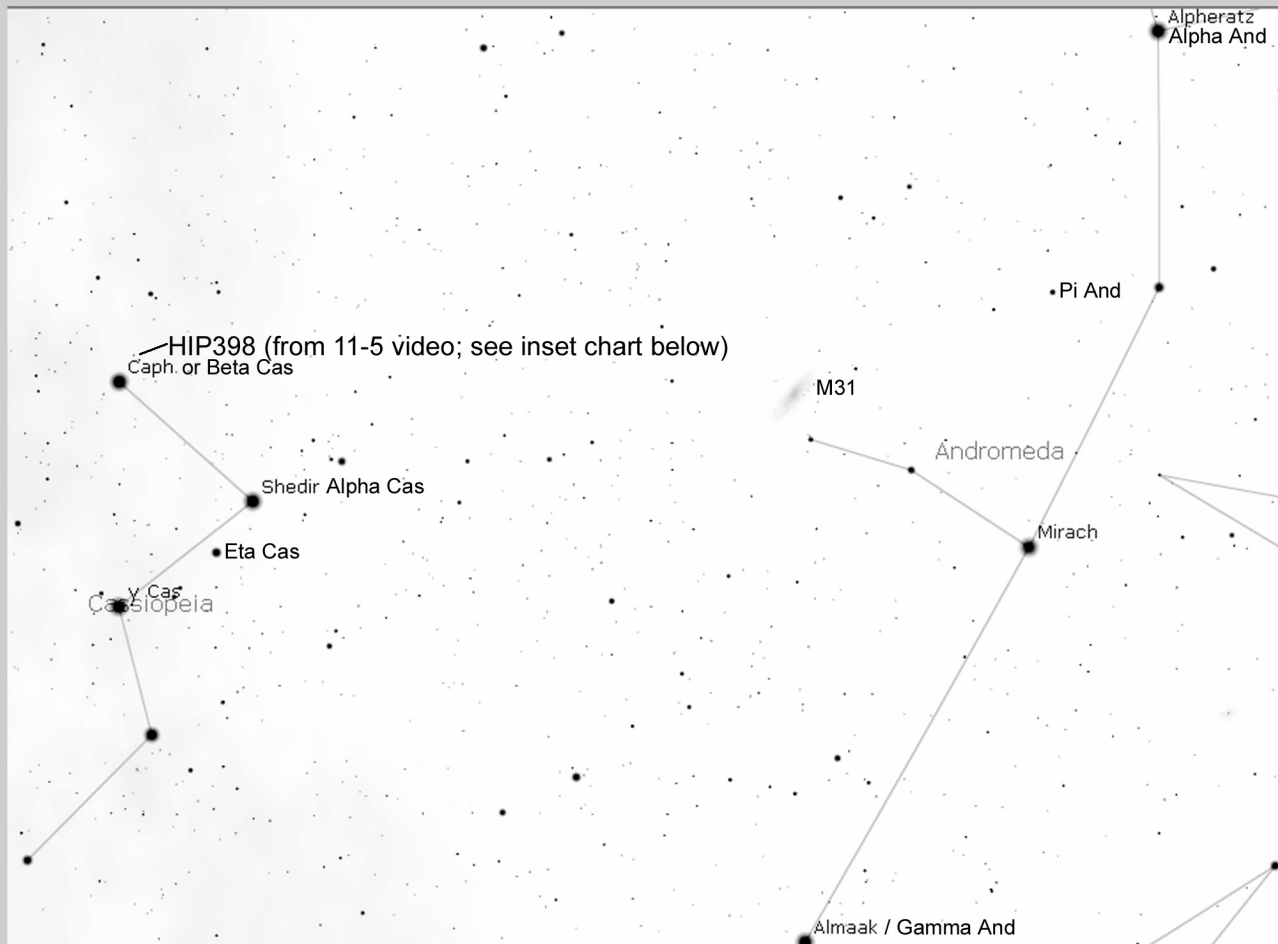 Alpheratz
Alpha And
Pi And
HIP398 (from 11-5 video; see inset chart below)
Caph or Beta Cas
M31
Andromeda
Shedir Alpha Cas
Mirach
Eta Cas
γ Cas
Cassiopeia
Almaak / Gamma And